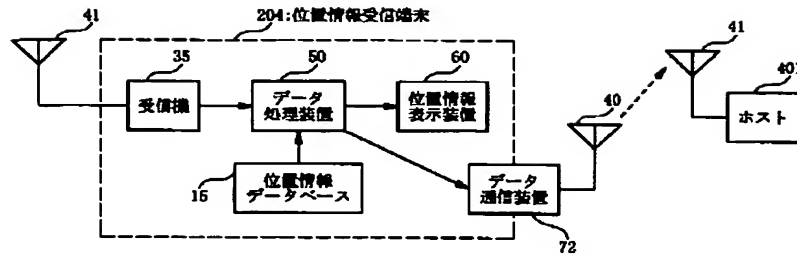 204:位置情報受信端末
41
35
受信機
50
データ
処理装置
60
位置情報
表示装置
15
位置情報
データベース
データ
通信装置
72
40
41
401
ホスト